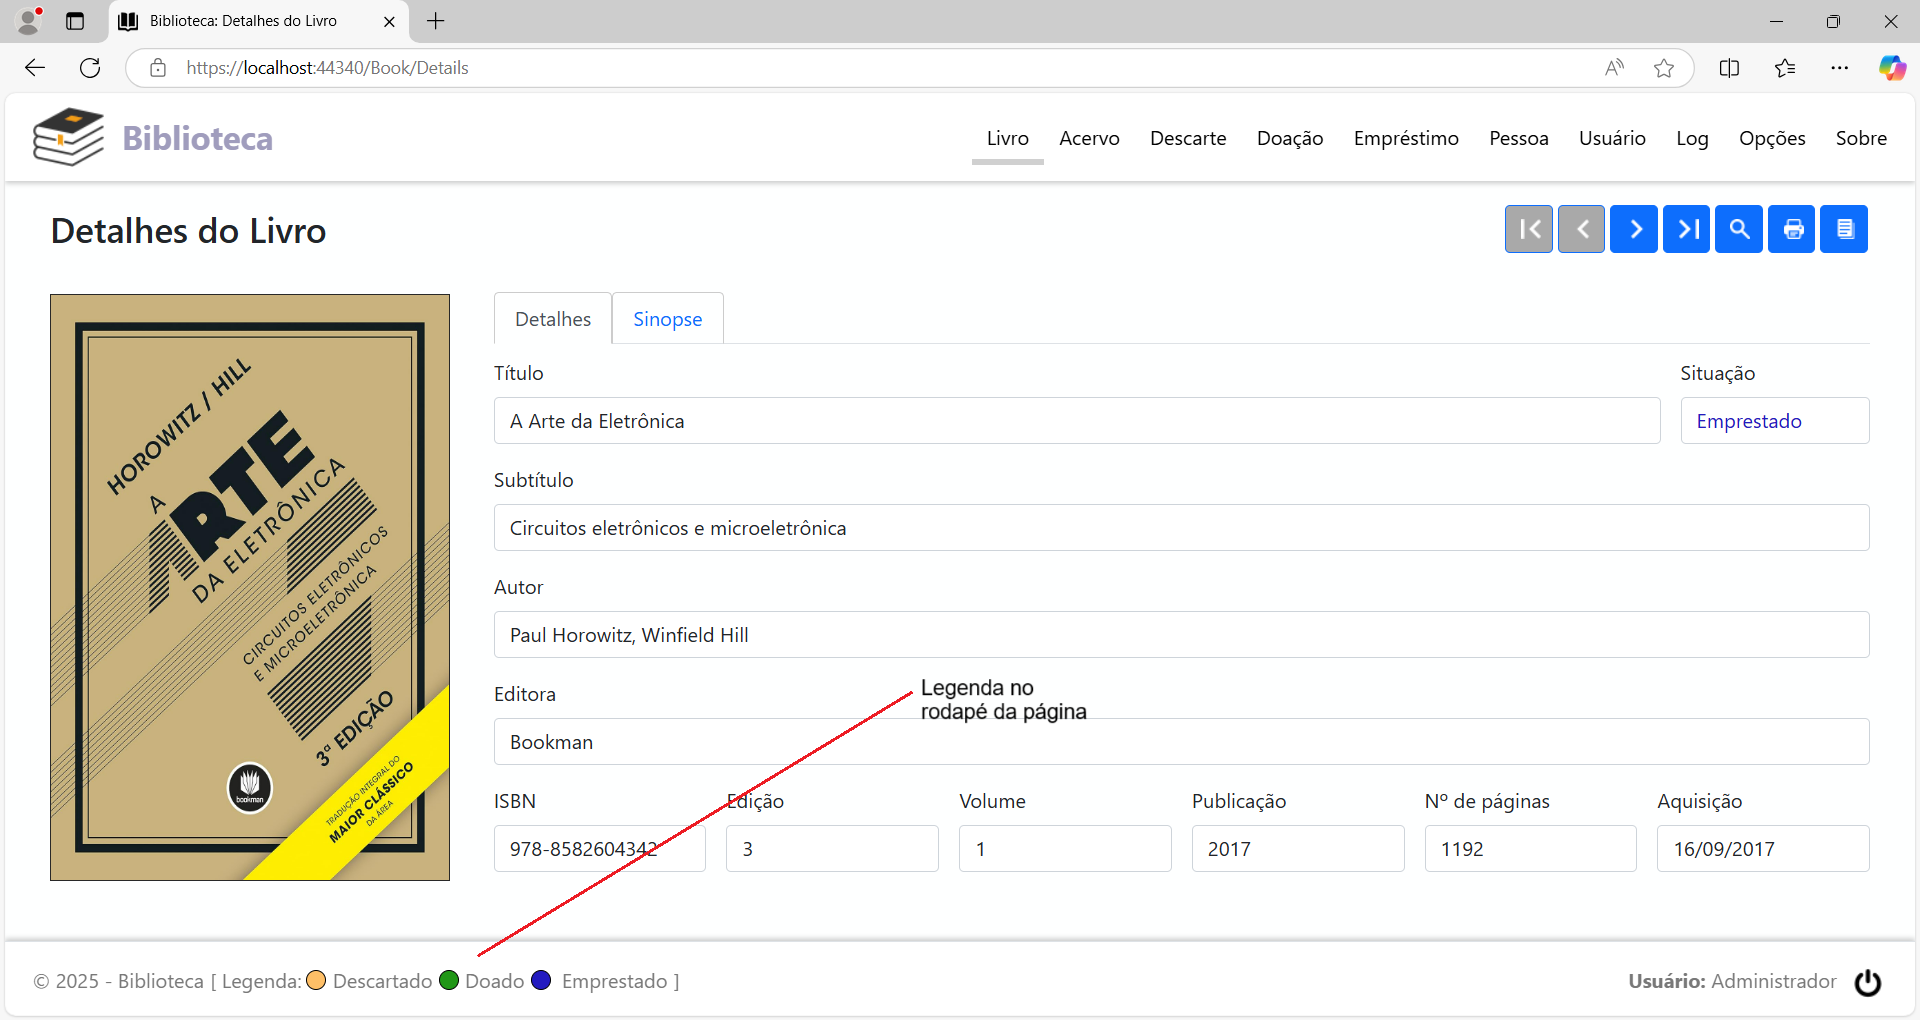 Biblioteca: Detalhes do Livro
https://localhost:44340/Book/Details
Biblioteca
Livro Acervo Descarte Doação Empréstimo Pessoa Usuário Log Opções Sobre
Detalhes do Livro
HOROWITZ / HILL
A
ARTE
DA ELETRÔNICA
CIRCUITOS ELETRÔNICOS
E MICROELETRÔNICA
3ª EDIÇÃO
bookman
TRADUÇÃO INTEGRAL DO
MAIOR CLÁSSICO
DA ÁREA
Detalhes Sinopse
Título Situação
A Arte da Eletrônica Emprestado
Subtítulo
Circuitos eletrônicos e microeletrônica
Autor
Paul Horowitz, Winfield Hill
Legenda no
rodapé da página
Editora
Bookman
ISBN Edição Volume Publicação Nº de páginas Aquisição
978-8582604342 3 1 2017 1192 16/09/2017
© 2025 - Biblioteca [ Legenda: Descartado Doado Emprestado ] Usuário: Administrador